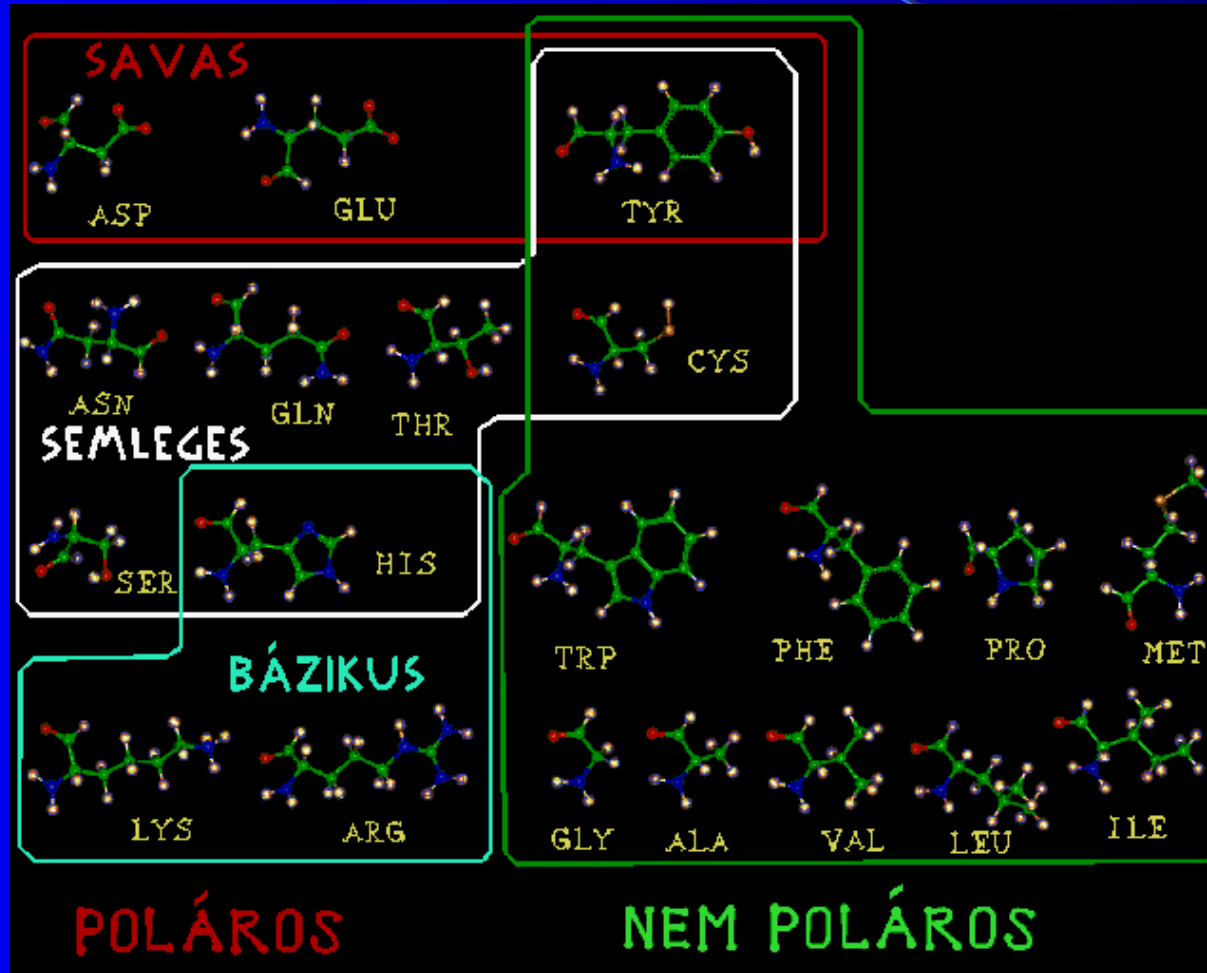 SAVAS
ASP GLU TYR
ASN GLN THR CYS
SEMLEGES
SER HIS
BÁZIKUS
TRP PHE PRO MET
LYS ARG GLY ALA VAL LEU ILE
POLÁROS NEM POLÁROS